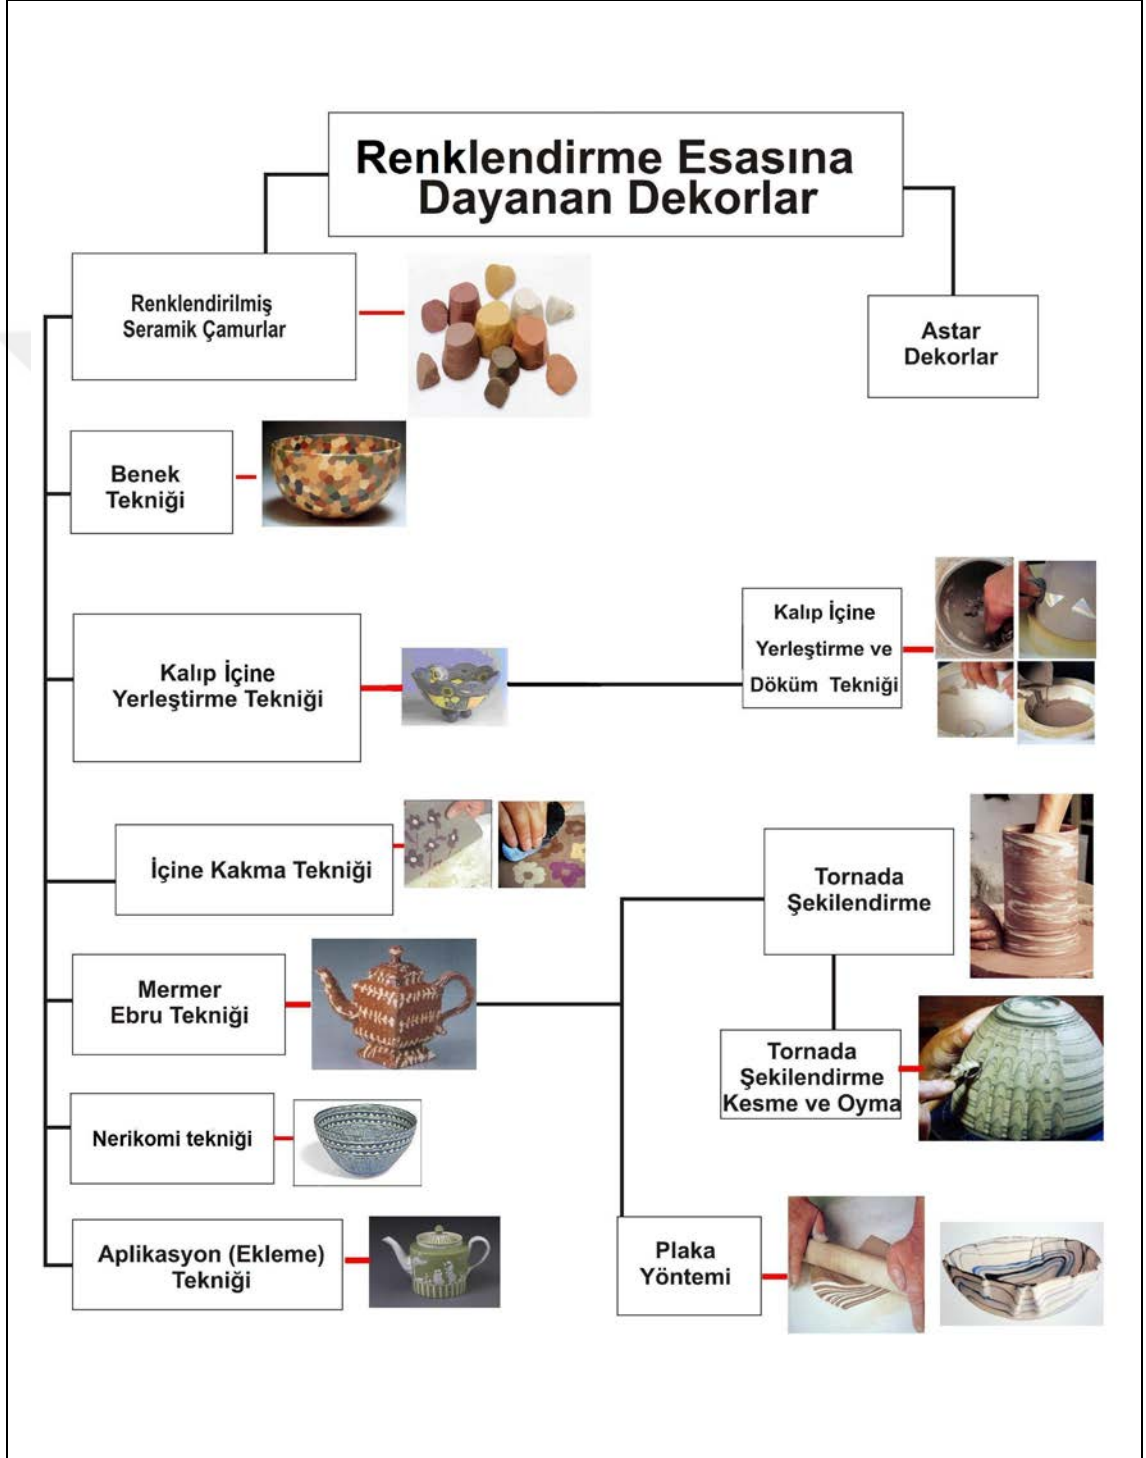 Renklendirme Esasına
Dayanan Dekorlar
Renklendirilmiş
Seramik Çamurlar
Astar
Dekorlar
Benek
Tekniği
Kalıp İçine
Yerleştirme Tekniği
Kalıp İçine
Yerleştirme ve
Döküm Tekniği
İçine Kakma Tekniği
Tornada
Şekilendirme
Mermer
Ebru Tekniği
Tornada
Şekilendirme
Kesme ve Oyma
Nerikomi tekniği
Aplikasyon (Ekleme)
Tekniği
Plaka
Yöntemi